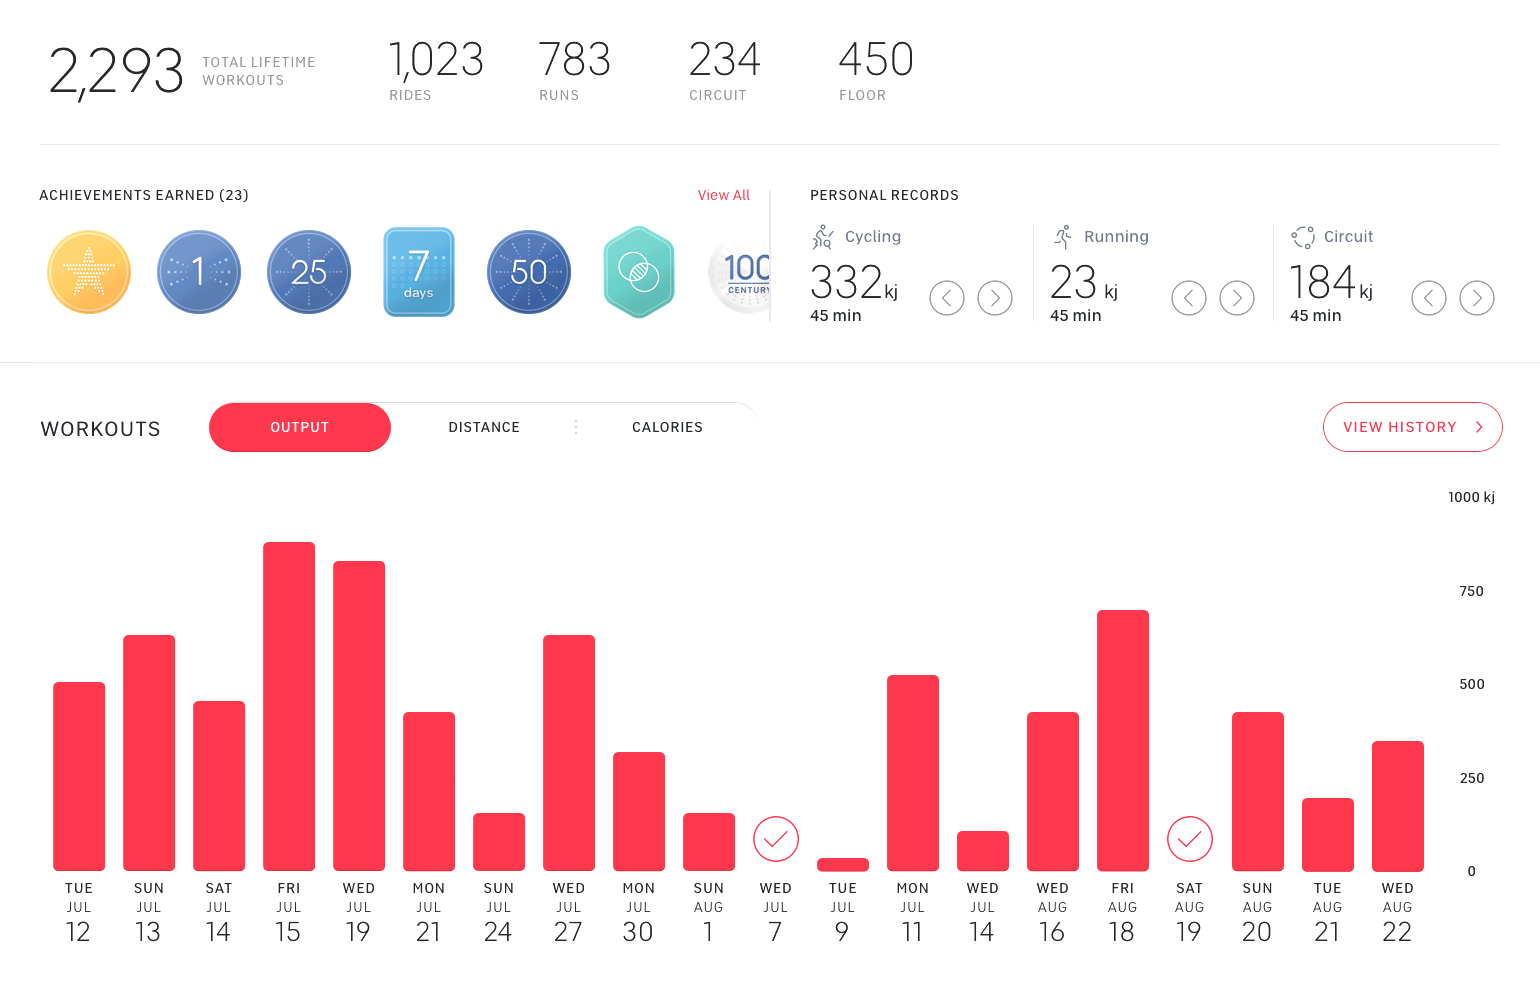 2,293
TOTAL LIFETIME
WORKOUTS
1,023
RIDES
783
RUNS
234
CIRCUIT
450
FLOOR
ACHIEVEMENTS EARNED (23)
View All
1
25
7
days
50
100
CENTURY
PERSONAL RECORDS
Cycling
332 kj
45 min
Running
23 kj
45 min
Circuit
184 kj
45 min
WORKOUTS
OUTPUT
DISTANCE
CALORIES
VIEW HISTORY
1000 kj
750
500
250
0
TUE SUN SAT FRI WED MON SUN WED MON SUN WED TUE MON WED WED FRI SAT SUN TUE WED
JUL JUL JUL JUL JUL JUL JUL JUL JUL AUG JUL JUL JUL JUL AUG AUG AUG AUG AUG AUG
12 13 14 15 19 21 24 27 30 1 7 9 11 14 16 18 19 20 21 22